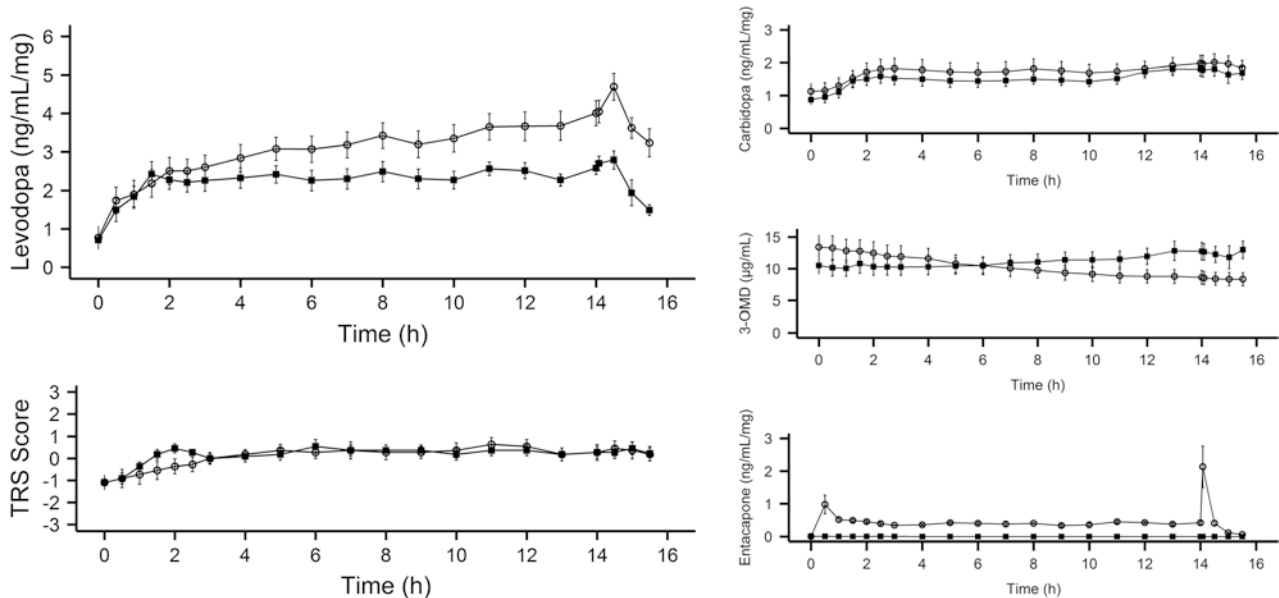 Levodopa (ng/mL/mg)
6
5
4
3
2
1
0
0 2 4 6 8 10 12 14 16
Time (h)
TRS Score
3
2
1
0
-1
-2
-3
0 2 4 6 8 10 12 14 16
Time (h)
Carbidopa (ng/mL/mg)
3
2
1
0
0 2 4 6 8 10 12 14 16
Time (h)
3-OMD (µg/mL)
15
10
5
0
0 2 4 6 8 10 12 14 16
Time (h)
Entacapone (ng/mL/mg)
3
2
1
0
0 2 4 6 8 10 12 14 16
Time (h)